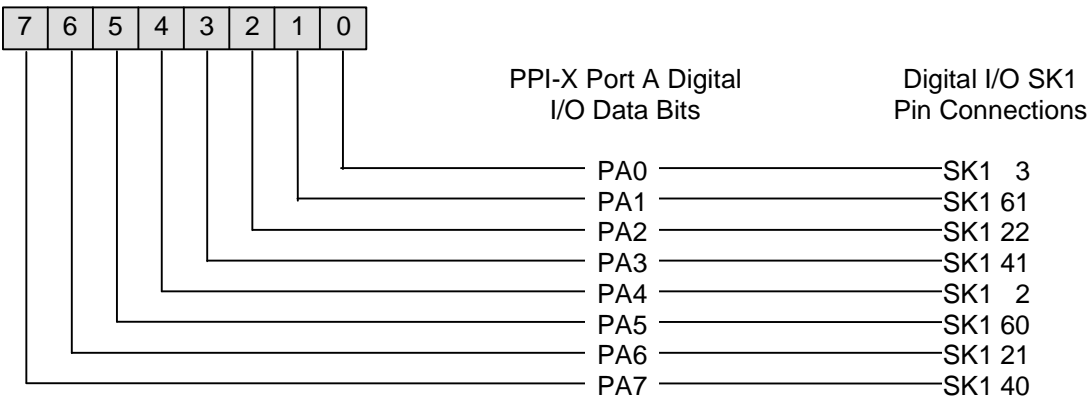 7 6 5 4 3 2 1 0
PPI-X Port A Digital Digital I/O SK1
I/O Data Bits Pin Connections
PA0 SK1 3
PA1 SK1 61
PA2 SK1 22
PA3 SK1 41
PA4 SK1 2
PA5 SK1 60
PA6 SK1 21
PA7 SK1 40